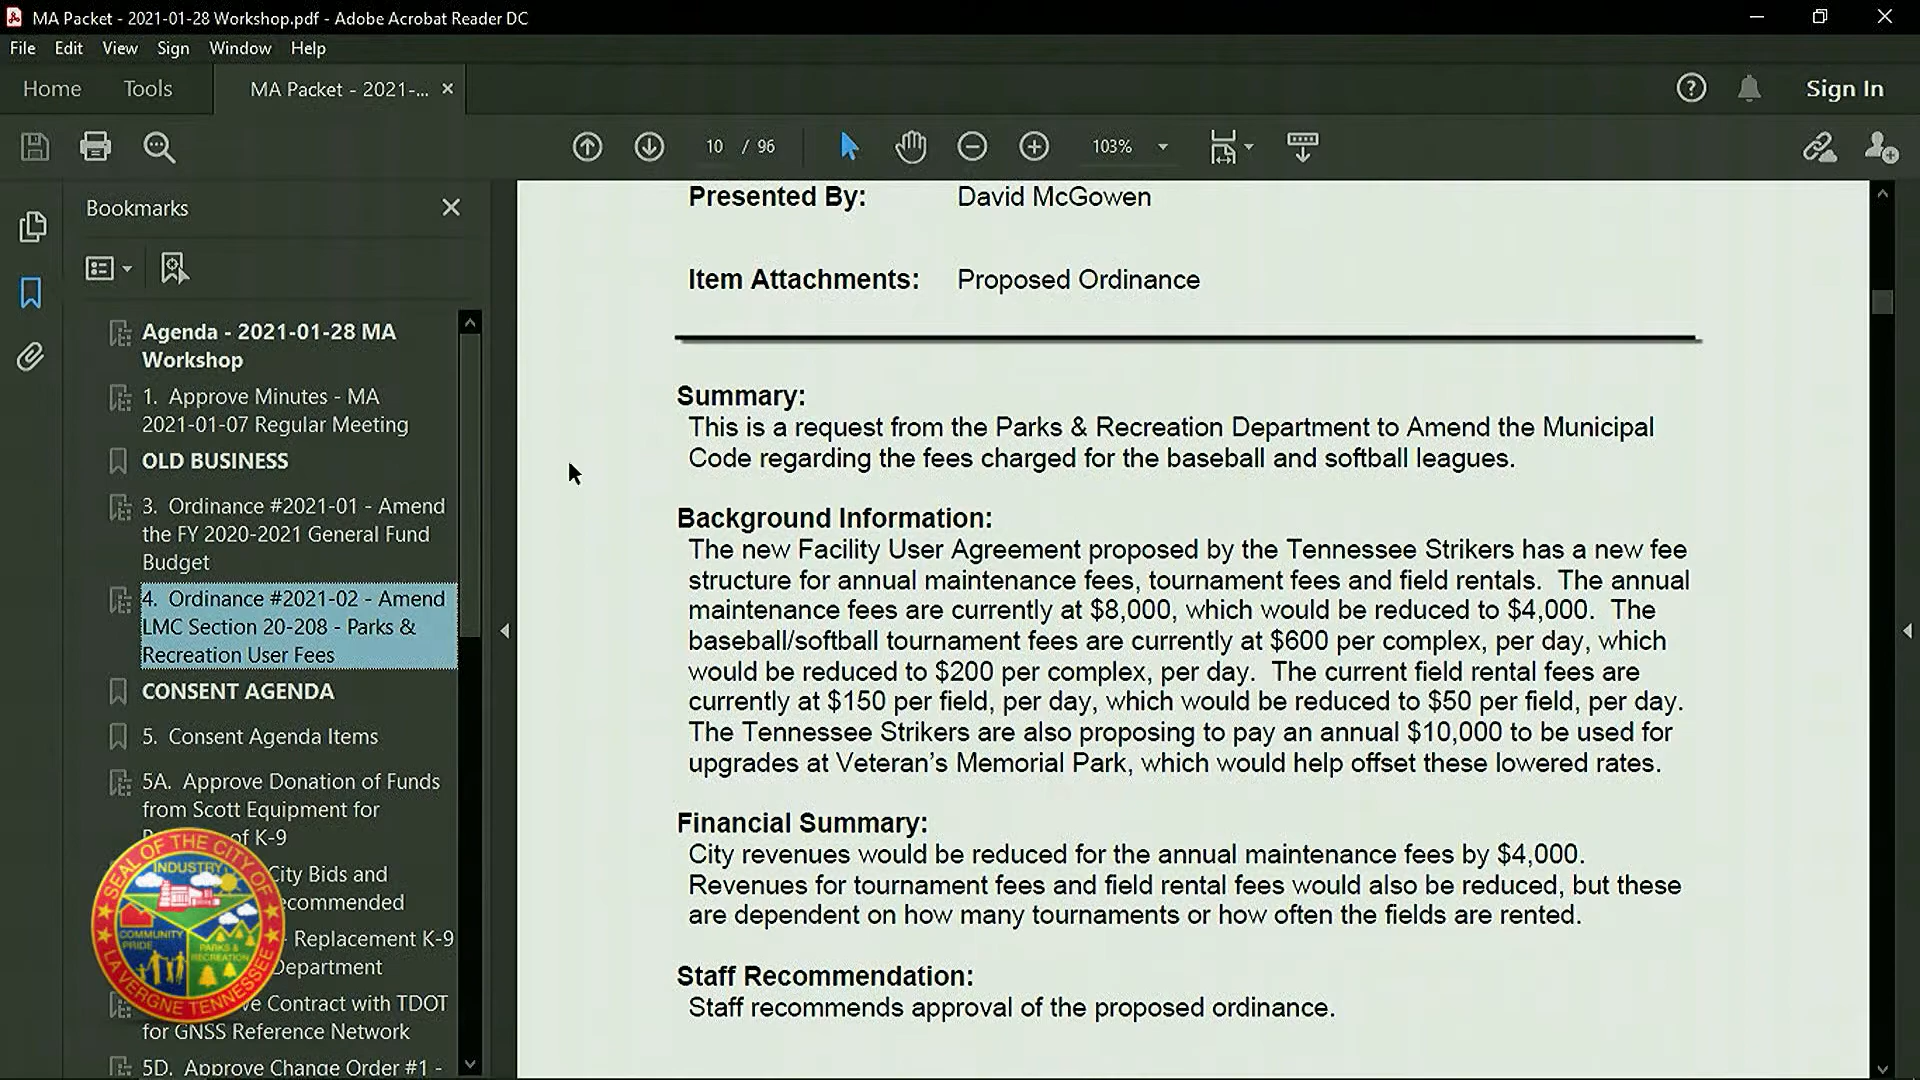 MA Packet - 2021-01-28 Workshop.pdf - Adobe Acrobat Reader DC
File Edit View Sign Window Help
Home Tools MA Packet - 2021-... Sign In
10 / 96 103%
Bookmarks
Agenda - 2021-01-28 MA
Workshop
1. Approve Minutes - MA
2021-01-07 Regular Meeting
OLD BUSINESS
3. Ordinance #2021-01 - Amend
the FY 2020-2021 General Fund
Budget
4. Ordinance #2021-02 - Amend
LMC Section 20-208 - Parks &
Recreation User Fees
CONSENT AGENDA
5. Consent Agenda Items
5A. Approve Donation of Funds
from Scott Equipment for
of K-9
City Bids and
Replacement K-9
Department
Contract with TDOT
for GNSS Reference Network
5D. Approve Change Order #1 -
SEAL OF THE CITY OF
LA VERGNE TENNESSEE
INDUSTRY
COMMUNITY
PRIDE
PARKS &
RECREATION
Presented By: David McGowen
Item Attachments: Proposed Ordinance
Summary:
This is a request from the Parks & Recreation Department to Amend the Municipal
Code regarding the fees charged for the baseball and softball leagues.
Background Information:
The new Facility User Agreement proposed by the Tennessee Strikers has a new fee
structure for annual maintenance fees, tournament fees and field rentals. The annual
maintenance fees are currently at $8,000, which would be reduced to $4,000. The
baseball/softball tournament fees are currently at $600 per complex, per day, which
would be reduced to $200 per complex, per day. The current field rental fees are
currently at $150 per field, per day, which would be reduced to $50 per field, per day.
The Tennessee Strikers are also proposing to pay an annual $10,000 to be used for
upgrades at Veteran's Memorial Park, which would help offset these lowered rates.
Financial Summary:
City revenues would be reduced for the annual maintenance fees by $4,000.
Revenues for tournament fees and field rental fees would also be reduced, but these
are dependent on how many tournaments or how often the fields are rented.
Staff Recommendation:
Staff recommends approval of the proposed ordinance.